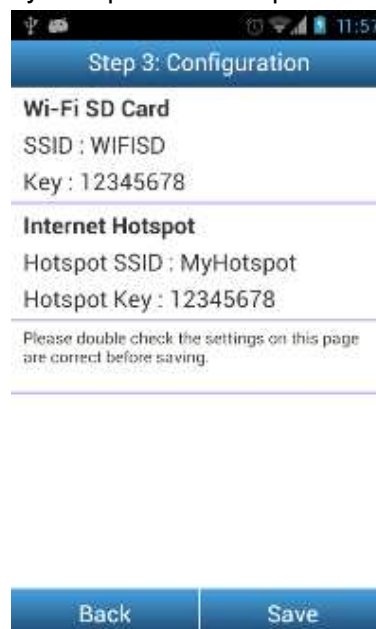 11:57
Step 3: Configuration
Wi-Fi SD Card
SSID : WIFISD
Key : 12345678
Internet Hotspot
Hotspot SSID : MyHotspot
Hotspot Key : 12345678
Please double check the settings on this page
are correct before saving.
Back Save